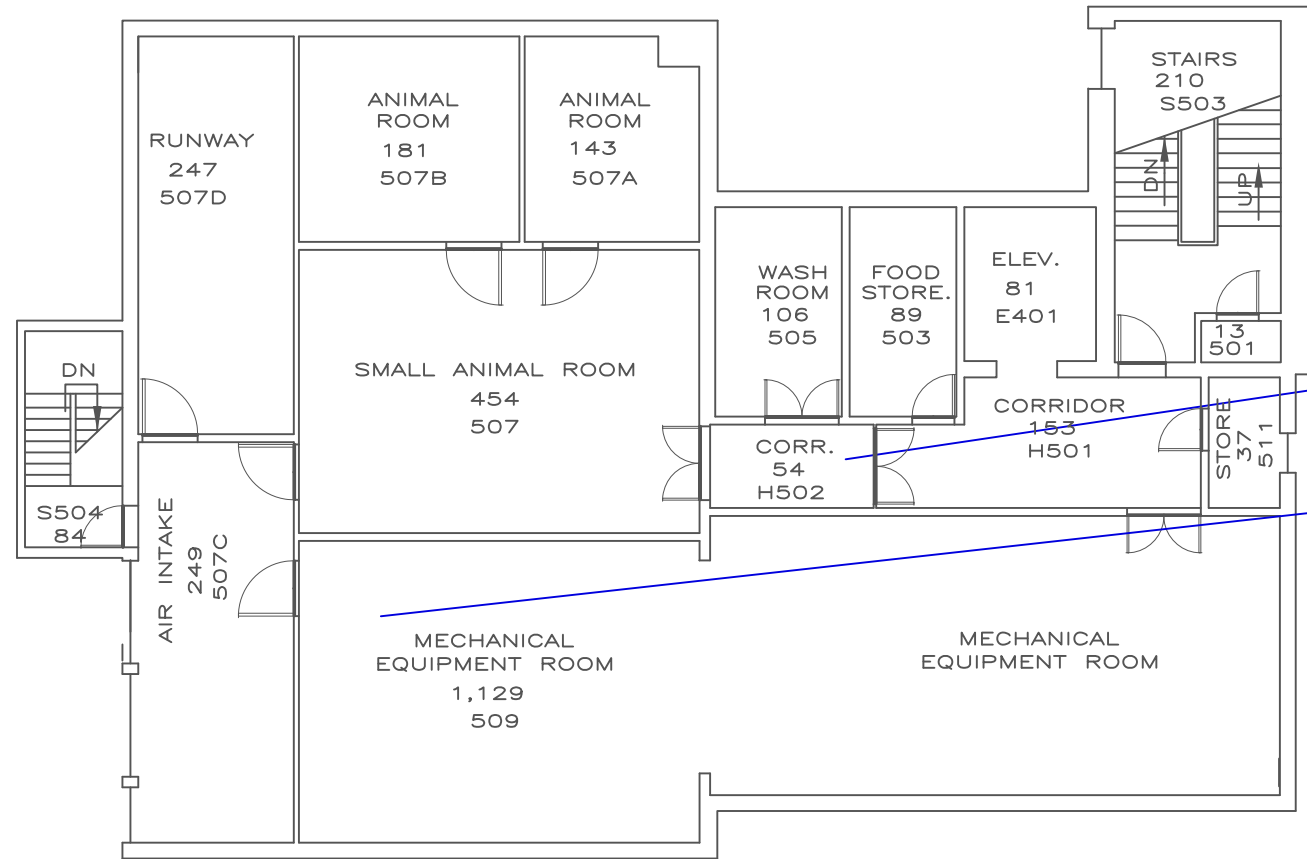 STAIRS
210
S503
ANIMAL
ROOM
181
507B
ANIMAL
ROOM
143
507A
RUNWAY
247
507D
DN
UP
WASH
ROOM
106
505
FOOD
STORE.
89
503
ELEV.
81
E401
13
501
DN
SMALL ANIMAL ROOM
454
507
CORRIDOR
153
H501
STORE
37
511
CORR.
54
H502
S504
84
AIR INTAKE
249
507C
MECHANICAL
EQUIPMENT ROOM
1,129
509
MECHANICAL
EQUIPMENT ROOM